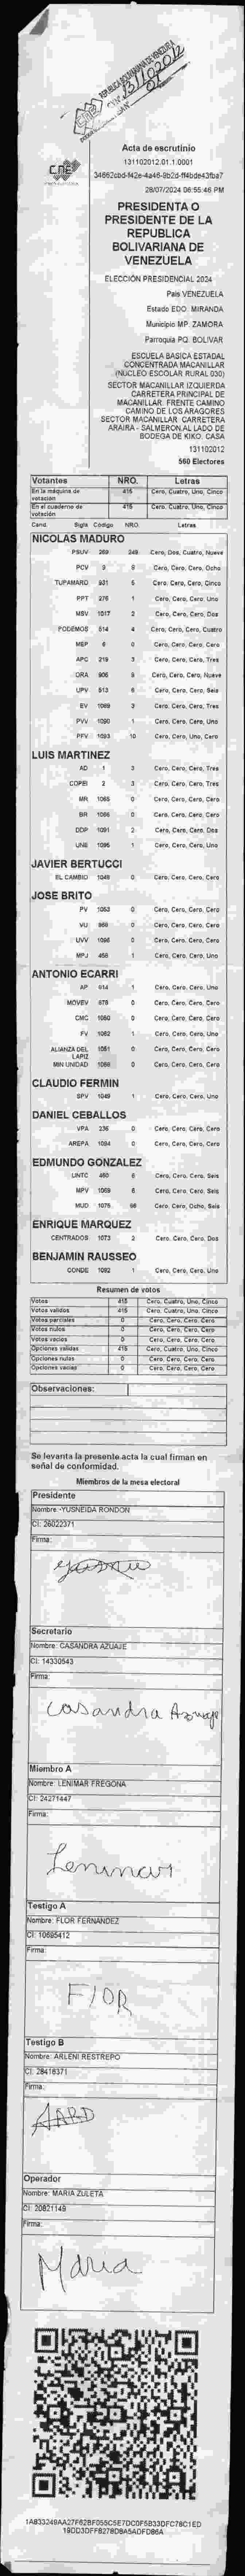 REPUBLICA BOLIVARIANA DE VENEZUELA
CNE
131102012
CNE
Acta de escrutinio
131102012.01.1.0001
28/07/2024 06:55:46 PM
PRESIDENTA O
PRESIDENTE DE LA
REPUBLICA
BOLIVARIANA DE
VENEZUELA
ELECCIÓN PRESIDENCIAL 2024
Pais VENEZUELA
Estado EDO. MIRANDA
Municipio MP. ZAMORA
Parroquia PQ. BOLIVAR
ESCUELA BASICA ESTADAL
CONCENTRADA MACANILLAR
(NUCLEO ESCOLAR RURAL 030)
SECTOR MACANILLAR IZQUIERDA
CARRETERA PRINCIPAL DE
MACANILLAR. FRENTE CAMINO
CAMINO DE LOS ARAGORES
SECTOR MACANILLAR CARRETERA
ARAIRA - SALMERON AL LADO DE
BODEGA DE KIKO. CASA
131102012
560 Electores
Votantes NRO. Letras
En la máquina de votación 415 Cero, Cuatro, Uno, Cinco
En el cuaderno de votación 415 Cero, Cuatro, Uno, Cinco
Cand. Sigla Código NRO. Letras
NICOLAS MADURO
PSUV 269 249 Cero, Dos, Cuatro, Nueve
PCV 3 8 Cero, Cero, Cero, Ocho
TUPAMARO 931 5 Cero, Cero, Cero, Cinco
PPT 276 1 Cero, Cero, Cero, Uno
MSV 1017 2 Cero, Cero, Cero, Dos
PODEMOS 514 4 Cero, Cero, Cero, Cuatro
MEP 6 0 Cero, Cero, Cero, Cero
APC 219 3 Cero, Cero, Cero, Tres
ORA 906 9 Cero, Cero, Cero, Nueve
UPV 513 6 Cero, Cero, Cero, Seis
EV 1069 3 Cero, Cero, Cero, Tres
PVV 1090 1 Cero, Cero, Cero, Uno
PFV 1093 10 Cero, Cero, Uno, Cero
LUIS MARTINEZ
AD 1 3 Cero, Cero, Cero, Tres
COPEI 2 3 Cero, Cero, Cero, Tres
MR 1065 0 Cero, Cero, Cero, Cero
BR 1066 0 Cero, Cero, Cero, Cero
DDP 1091 2 Cero, Cero, Cero, Dos
UNE 1095 1 Cero, Cero, Cero, Uno
JAVIER BERTUCCI
EL CAMBIO 1049 0 Cero, Cero, Cero, Cero
JOSE BRITO
PV 1053 0 Cero, Cero, Cero, Cero
VU 968 0 Cero, Cero, Cero, Cero
UVV 1098 0 Cero, Cero, Cero, Cero
MPJ 458 1 Cero, Cero, Cero, Uno
ANTONIO ECARRI
AP 914 1 Cero, Cero, Cero, Uno
MOVEV 978 0 Cero, Cero, Cero, Cero
CMC 1060 0 Cero, Cero, Cero, Cero
FV 1062 1 Cero, Cero, Cero, Uno
ALIANZA DEL LAPIZ 1051 0 Cero, Cero, Cero, Cero
MIN UNIDAD 1058 0 Cero, Cero, Cero, Cero
CLAUDIO FERMIN
SPV 1049 1 Cero, Cero, Cero, Uno
DANIEL CEBALLOS
VPA 236 0 Cero, Cero, Cero, Cero
AREPA 1094 0 Cero, Cero, Cero, Cero
EDMUNDO GONZALEZ
UNTC 460 6 Cero, Cero, Cero, Seis
MPV 1069 6 Cero, Cero, Cero, Seis
MUD 1075 86 Cero, Cero, Ocho, Seis
ENRIQUE MARQUEZ
CENTRADOS 1073 2 Cero, Cero, Cero, Dos
BENJAMIN RAUSSEO
CONDE 1092 1 Cero, Cero, Cero, Uno
Resumen de votos
Votos 415 Cero, Cuatro, Uno, Cinco
Votos validos 415 Cero, Cuatro, Uno, Cinco
Votos parciales 0 Cero, Cero, Cero, Cero
Votos nulos 0 Cero, Cero, Cero, Cero
Votos vacios 0 Cero, Cero, Cero, Cero
Opciones validas 415 Cero, Cuatro, Uno, Cinco
Opciones nulas 0 Cero, Cero, Cero, Cero
Opciones vacias 0 Cero, Cero, Cero, Cero
Observaciones:
Se levanta la presente acta la cual firman en
señal de conformidad.
Miembros de la mesa electoral
Presidente
Nombre: YUSNEIDA RONDON
CI: 26022371
Firma:
Secretario
Nombre: CASANDRA AZUAJE
CI: 14330543
Firma:
Casandra Azuaje
Miembro A
Nombre: LENIMAR FREGONA
CI: 24271447
Firma:
Lenimar
Testigo A
Nombre: FLOR FERNANDEZ
CI: 10695412
Firma:
FlOR
Testigo B
Nombre: ARLENI RESTREPO
CI: 28416371
Firma:
Operador
Nombre: MARIA ZULETA
CI: 20821149
Firma:
Maria